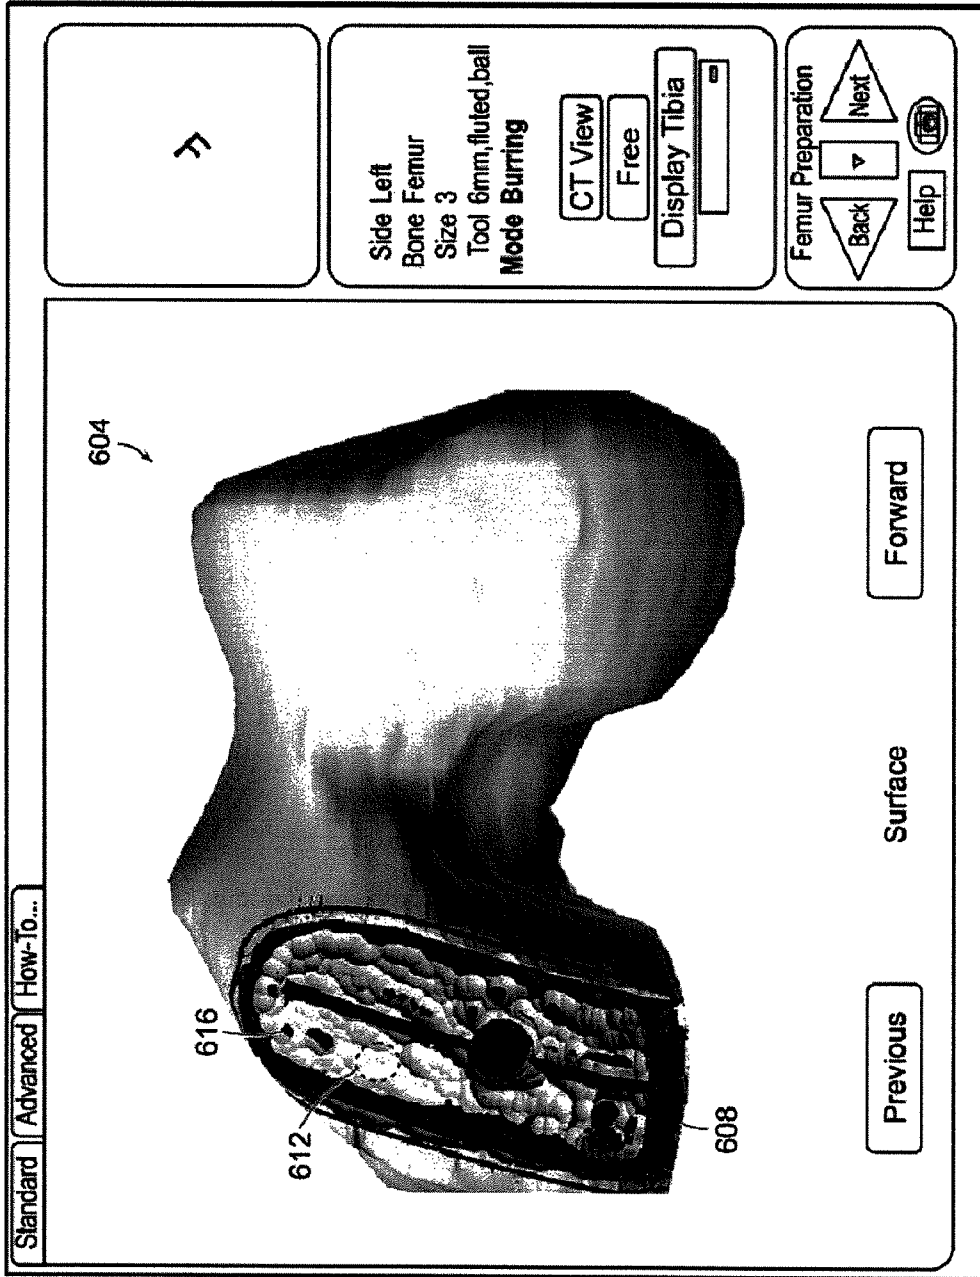 Standard Advanced How-To...
604
616
612
608
Previous Surface Forward
Side Left
Bone Femur
Size 3
Tool 6mm,fluted,ball
Mode Burring
CT View
Free
Display Tibia
Femur Preparation
Back Next
Help